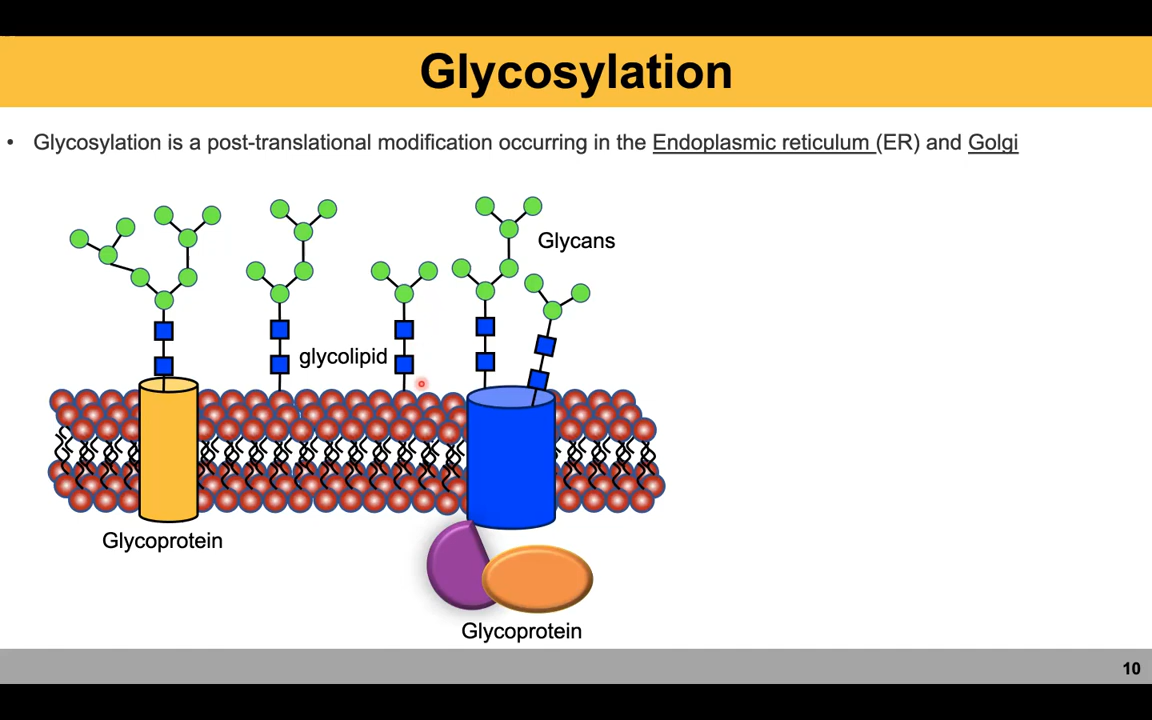 Glycosylation
• Glycosylation is a post-translational modification occurring in the Endoplasmic reticulum (ER) and Golgi
Glycans
glycolipid
Glycoprotein
Glycoprotein
10